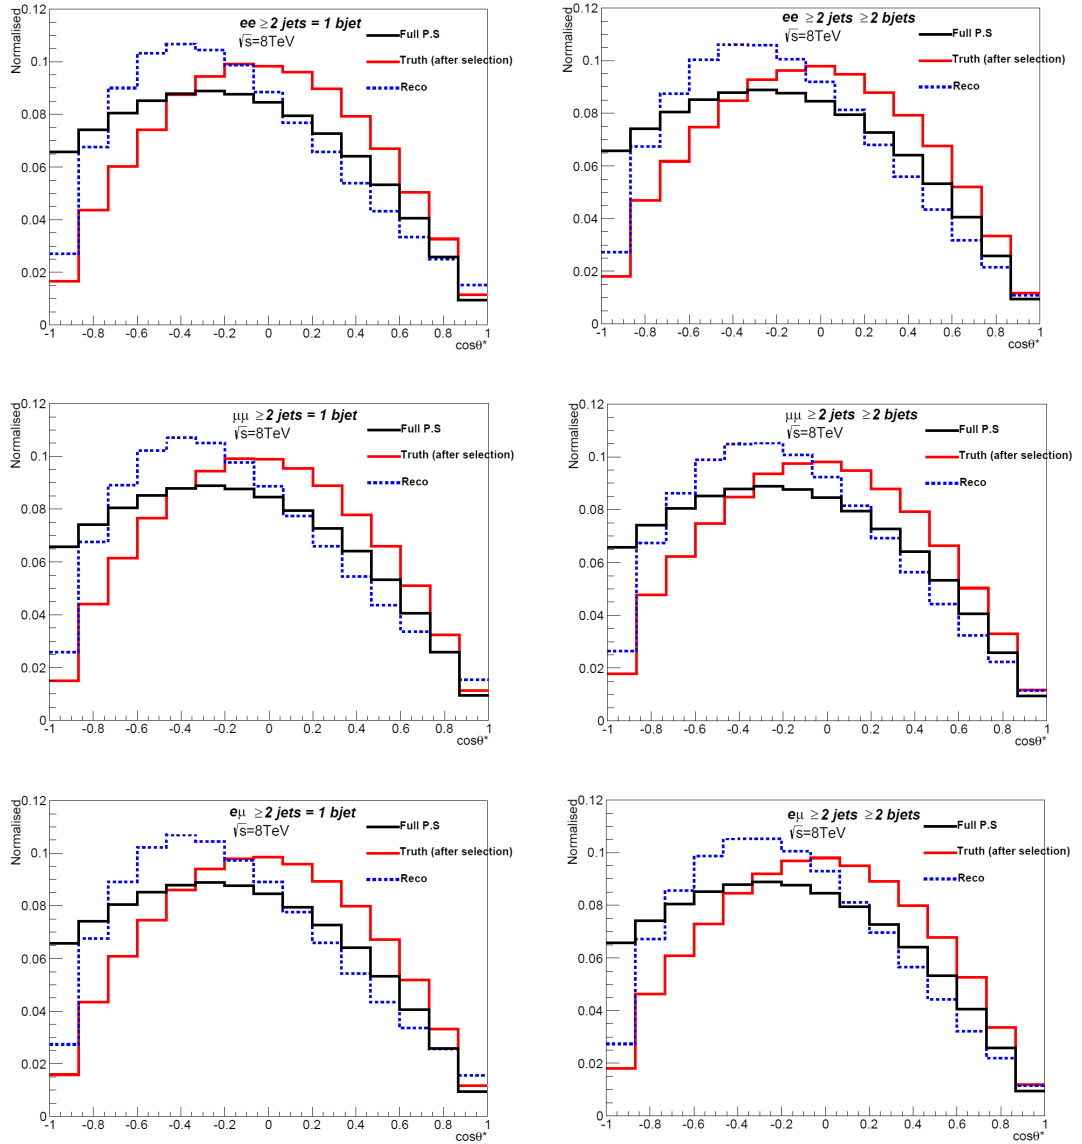 Normalised
ee ≥2 jets = 1 bjet
√s=8TeV
Full P.S
Truth (after selection)
Reco
0.12
0.1
0.08
0.06
0.04
0.02
0
-1 -0.8 -0.6 -0.4 -0.2 0 0.2 0.4 0.6 0.8 1
cosθ*
Normalised
ee ≥2 jets ≥2 bjets
√s=8TeV
Full P.S
Truth (after selection)
Reco
0.12
0.1
0.08
0.06
0.04
0.02
0
-1 -0.8 -0.6 -0.4 -0.2 0 0.2 0.4 0.6 0.8 1
cosθ*
Normalised
μμ ≥2 jets = 1 bjet
√s=8TeV
Full P.S
Truth (after selection)
Reco
0.12
0.1
0.08
0.06
0.04
0.02
0
-1 -0.8 -0.6 -0.4 -0.2 0 0.2 0.4 0.6 0.8 1
cosθ*
Normalised
μμ ≥2 jets ≥2 bjets
√s=8TeV
Full P.S
Truth (after selection)
Reco
0.12
0.1
0.08
0.06
0.04
0.02
0
-1 -0.8 -0.6 -0.4 -0.2 0 0.2 0.4 0.6 0.8 1
cosθ*
Normalised
eμ ≥2 jets = 1 bjet
√s=8TeV
Full P.S
Truth (after selection)
Reco
0.12
0.1
0.08
0.06
0.04
0.02
0
-1 -0.8 -0.6 -0.4 -0.2 0 0.2 0.4 0.6 0.8 1
cosθ*
Normalised
eμ ≥2 jets ≥2 bjets
√s=8TeV
Full P.S
Truth (after selection)
Reco
0.12
0.1
0.08
0.06
0.04
0.02
0
-1 -0.8 -0.6 -0.4 -0.2 0 0.2 0.4 0.6 0.8 1
cosθ*